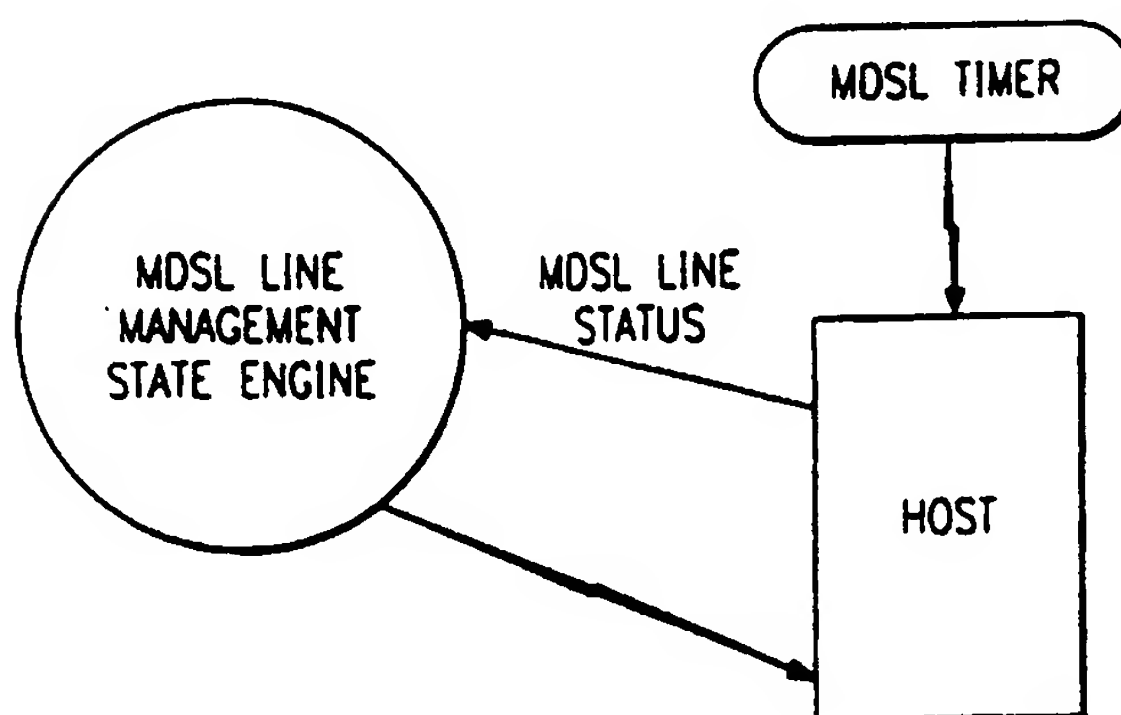 MDSL TIMER
MDSL LINE
MANAGEMENT
STATE ENGINE
MDSL LINE
STATUS
HOST